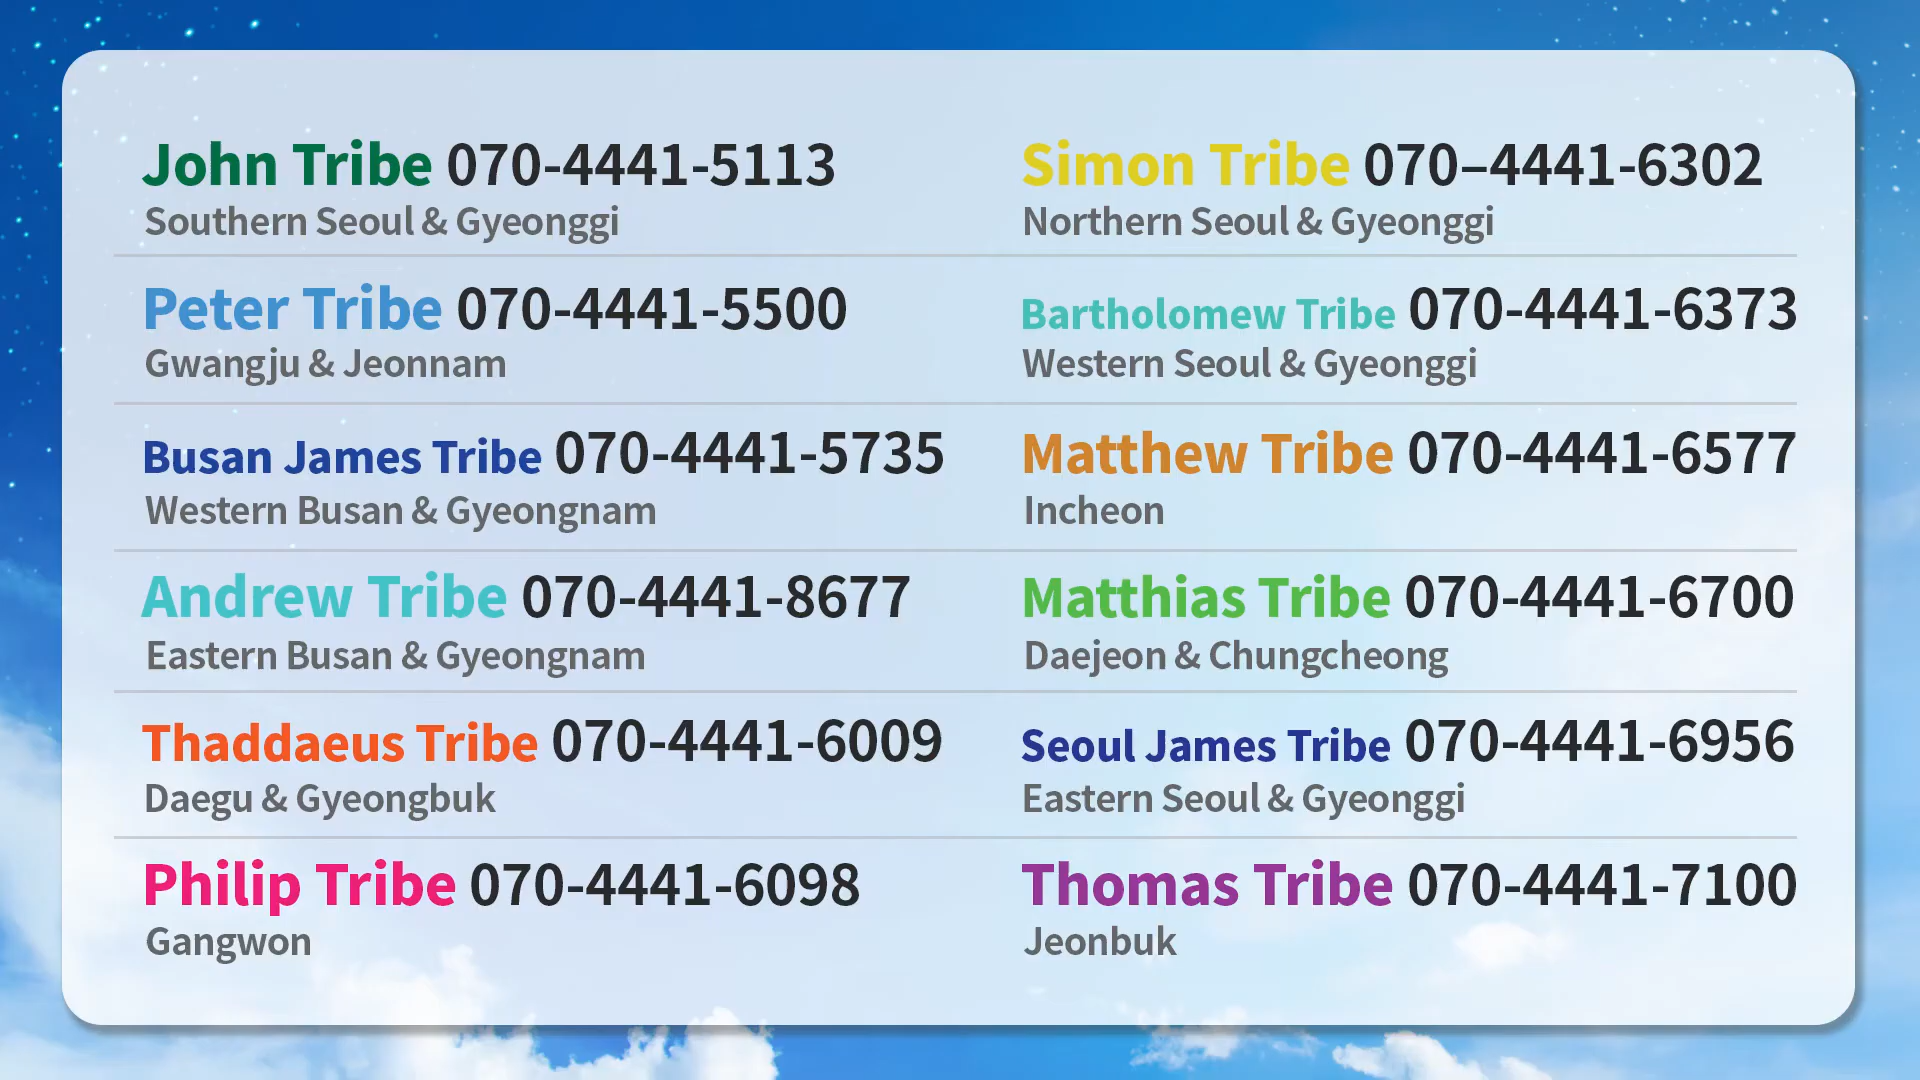 John Tribe 070-4441-5113
Southern Seoul & Gyeonggi
Peter Tribe 070-4441-5500
Gwangju & Jeonnam
Busan James Tribe 070-4441-5735
Western Busan & Gyeongnam
Andrew Tribe 070-4441-8677
Eastern Busan & Gyeongnam
Thaddaeus Tribe 070-4441-6009
Daegu & Gyeongbuk
Philip Tribe 070-4441-6098
Gangwon
Simon Tribe 070–4441-6302
Northern Seoul & Gyeonggi
Bartholomew Tribe 070-4441-6373
Western Seoul & Gyeonggi
Matthew Tribe 070-4441-6577
Incheon
Matthias Tribe 070-4441-6700
Daejeon & Chungcheong
Seoul James Tribe 070-4441-6956
Eastern Seoul & Gyeonggi
Thomas Tribe 070-4441-7100
Jeonbuk